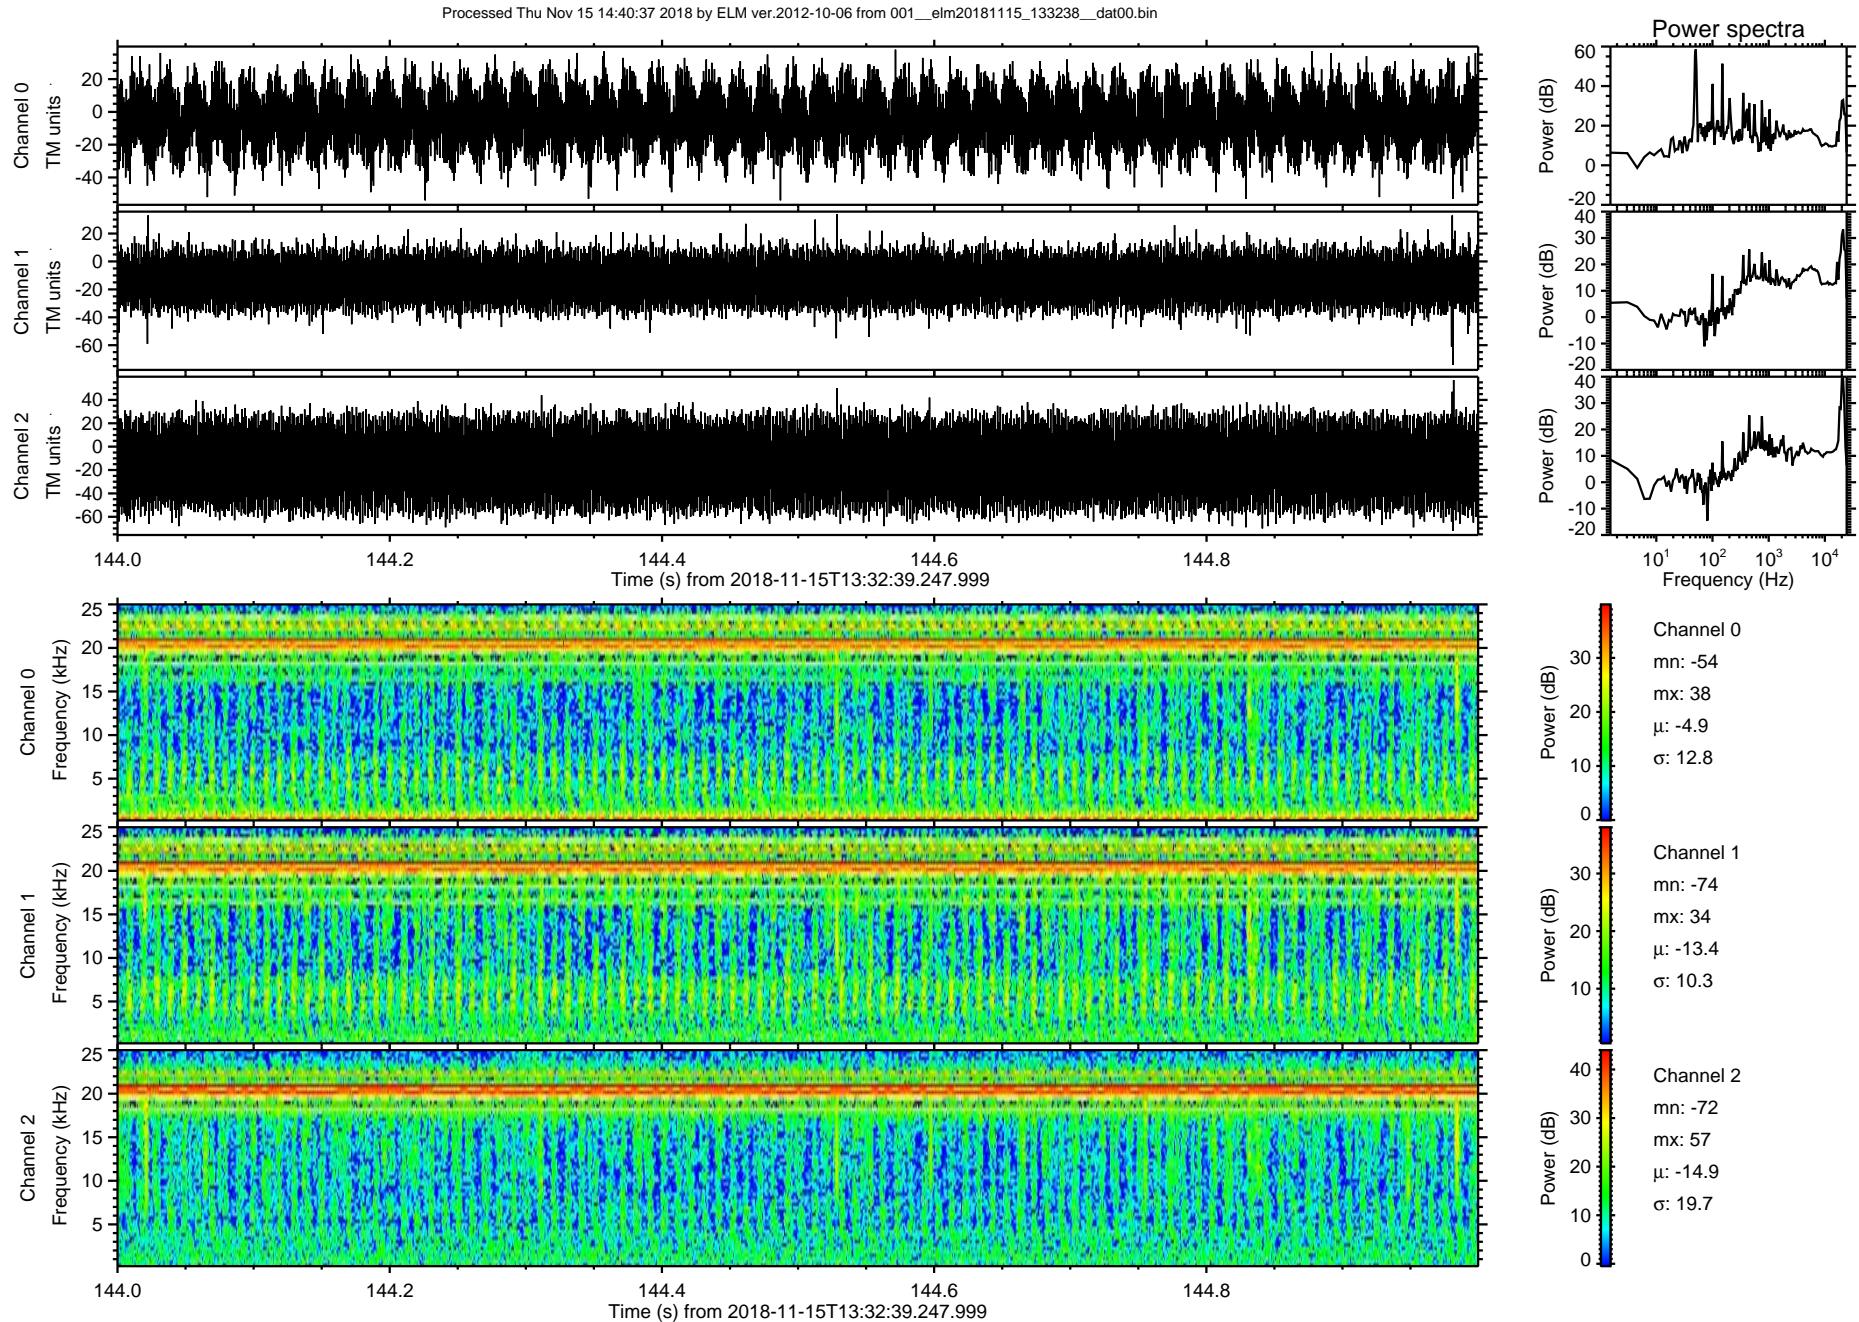 Processed Thu Nov 15 14:40:37 2018 by ELM ver.2012-10-06 from 001__elm20181115_133238__dat00.bin
Power spectra
Channel 0
TM units
20
0
-20
-40
Power (dB)
60
40
20
0
-20
Channel 1
TM units
20
0
-20
-40
-60
Power (dB)
40
30
20
10
0
-10
-20
Channel 2
TM units
40
20
0
-20
-40
-60
Power (dB)
40
30
20
10
0
-10
-20
144.0 144.2 144.4 144.6 144.8
Time (s) from 2018-11-15T13:32:39.247.999
10¹ 10² 10³ 10⁴
Frequency (Hz)
Channel 0
Frequency (kHz)
25
20
15
10
5
Power (dB)
30
20
10
0
Channel 0
mn: -54
mx: 38
μ: -4.9
σ: 12.8
Channel 1
Frequency (kHz)
25
20
15
10
5
Power (dB)
30
20
10
Channel 1
mn: -74
mx: 34
μ: -13.4
σ: 10.3
Channel 2
Frequency (kHz)
25
20
15
10
5
Power (dB)
40
30
20
10
0
Channel 2
mn: -72
mx: 57
μ: -14.9
σ: 19.7
144.0 144.2 144.4 144.6 144.8
Time (s) from 2018-11-15T13:32:39.247.999